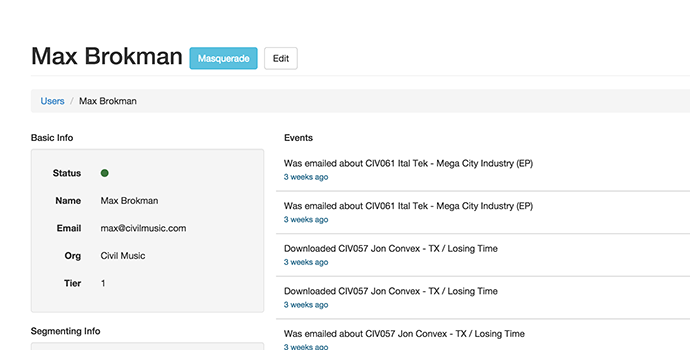 Max Brokman Masquerade Edit
Users / Max Brokman
Basic Info
Status
Name Max Brokman
Email max@civilmusic.com
Org Civil Music
Tier 1
Segmenting Info
Events
Was emailed about CIV061 Ital Tek - Mega City Industry (EP)
3 weeks ago
Was emailed about CIV061 Ital Tek - Mega City Industry (EP)
3 weeks ago
Downloaded CIV057 Jon Convex - TX / Losing Time
3 weeks ago
Downloaded CIV057 Jon Convex - TX / Losing Time
3 weeks ago
Was emailed about CIV057 Jon Convex - TX / Losing Time
3 weeks ago